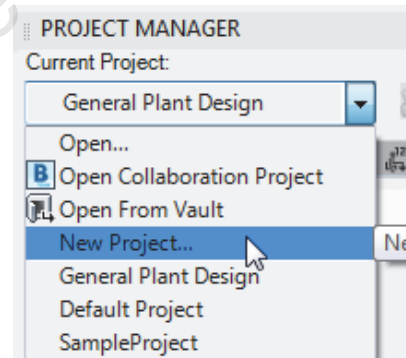 PROJECT MANAGER
Current Project:
General Plant Design
Open...
B Open Collaboration Project
Open From Vault
New Project...
Ne
General Plant Design
Default Project
SampleProject